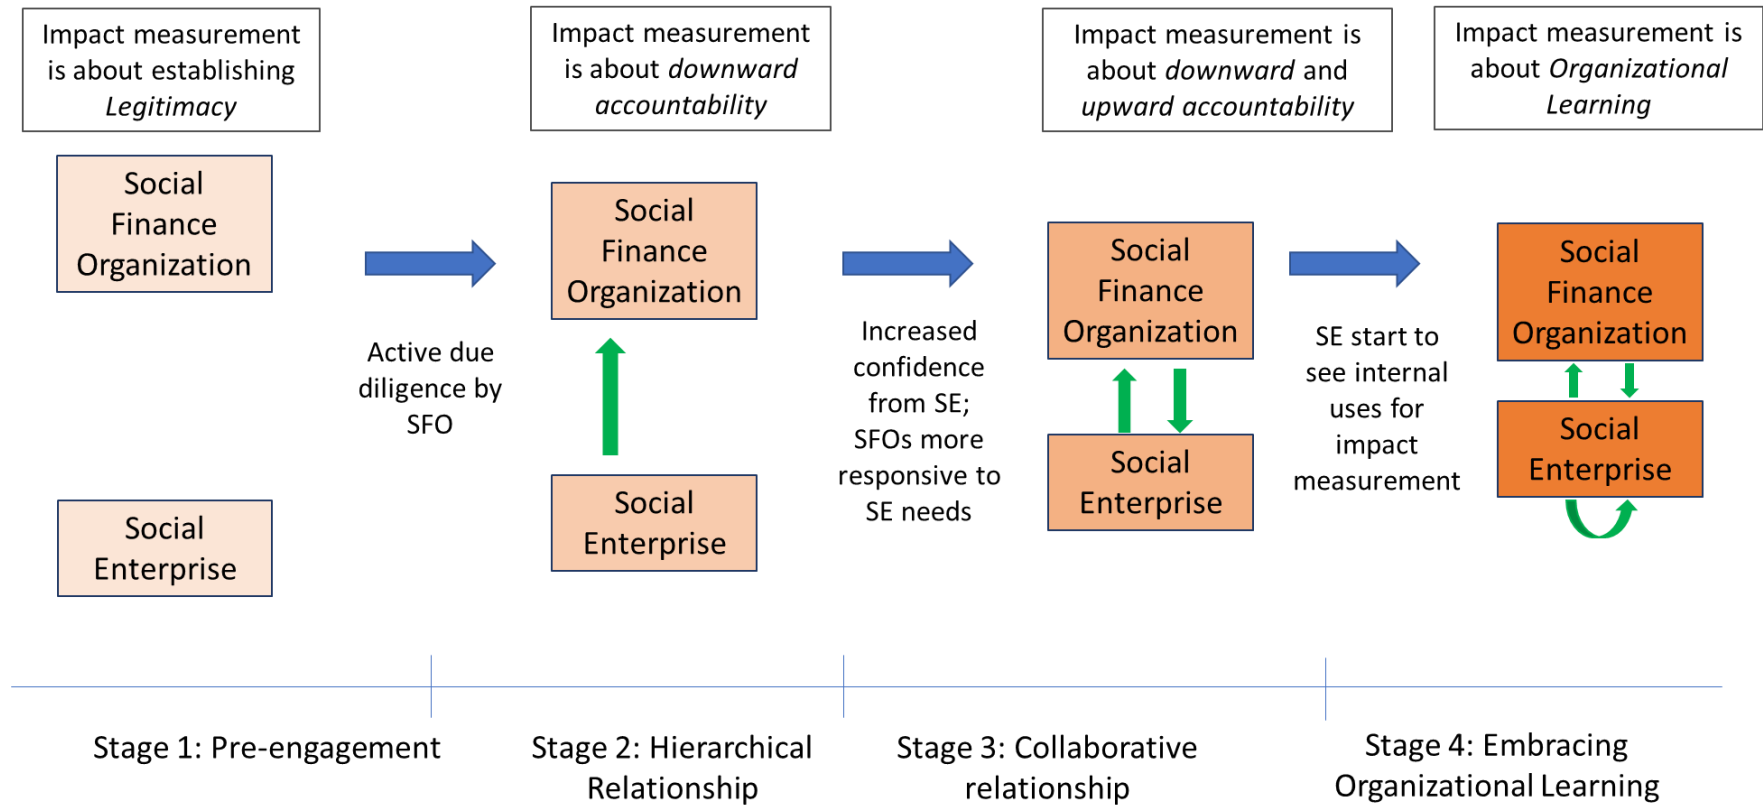 Impact measurement
is about establishing
Legitimacy
Impact measurement
is about downward
accountability
Impact measurement is
about downward and
upward accountability
Impact measurement is
about Organizational
Learning
Social
Finance
Organization
Social
Enterprise
Active due
diligence by
SFO
Social
Finance
Organization
Social
Enterprise
Increased
confidence
from SE;
SFOs more
responsive to
SE needs
Social
Finance
Organization
Social
Enterprise
SE start to
see internal
uses for
impact
measurement
Social
Finance
Organization
Social
Enterprise
Stage 1: Pre-engagement
Stage 2: Hierarchical
Relationship
Stage 3: Collaborative
relationship
Stage 4: Embracing
Organizational Learning